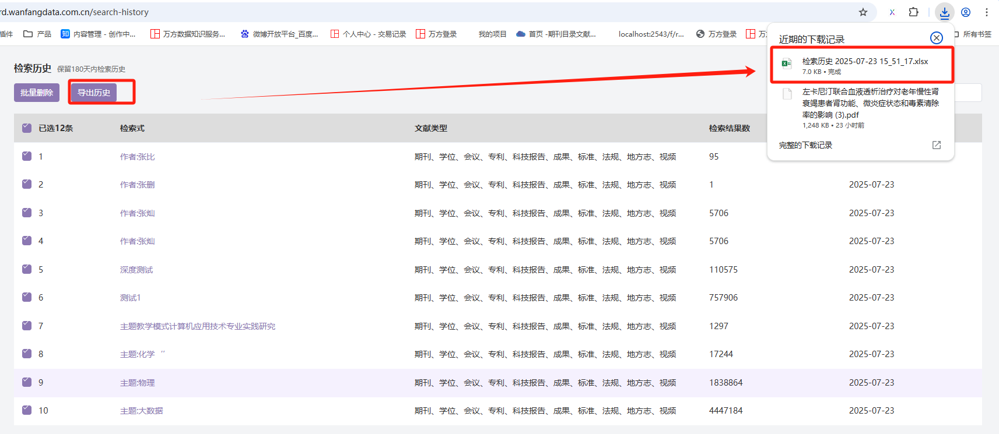 rd.wanfangdata.com.cn/search-history
插件 产品 知 内容管理 - 创作中... 万方数据知识服务... 微博开放平台_百度... 个人中心 - 交易记录 万方登录 我的项目 首页 -期刊目录文献... localhost:2543/f/r... 万方登录 万 所有书签
近期的下载记录
检索历史 2025-07-23 15_51_17.xlsx
7.0 KB • 完成
左卡尼汀联合血液透析治疗对老年慢性肾
衰竭患者肾功能、微炎症状态和毒素清除
率的影响 (3).pdf
1,248 KB • 23 小时前
完整的下载记录
检索历史 保留180天内检索历史
批量删除 导出历史
已选12条 检索式 文献类型 检索结果数
1 作者:张比 期刊、学位、会议、专利、科技报告、成果、标准、法规、地方志、视频 95
2 作者:张删 期刊、学位、会议、专利、科技报告、成果、标准、法规、地方志、视频 1 2025-07-23
3 作者:张灿 期刊、学位、会议、专利、科技报告、成果、标准、法规、地方志、视频 5706 2025-07-23
4 作者:张灿 期刊、学位、会议、专利、科技报告、成果、标准、法规、地方志、视频 5706 2025-07-23
5 深度测试 期刊、学位、会议、专利、科技报告、成果、标准、法规、地方志、视频 110575 2025-07-23
6 测试1 期刊、学位、会议、专利、科技报告、成果、标准、法规、地方志、视频 757906 2025-07-23
7 主题教学模式计算机应用技术专业实践研究 期刊、学位、会议、专利、科技报告、成果、标准、法规、地方志、视频 1297 2025-07-23
8 主题:化学 ‘’ 期刊、学位、会议、专利、科技报告、成果、标准、法规、地方志、视频 17244 2025-07-23
9 主题:物理 期刊、学位、会议、专利、科技报告、成果、标准、法规、地方志、视频 1838864 2025-07-23
10 主题:大数据 期刊、学位、会议、专利、科技报告、成果、标准、法规、地方志、视频 4447184 2025-07-23